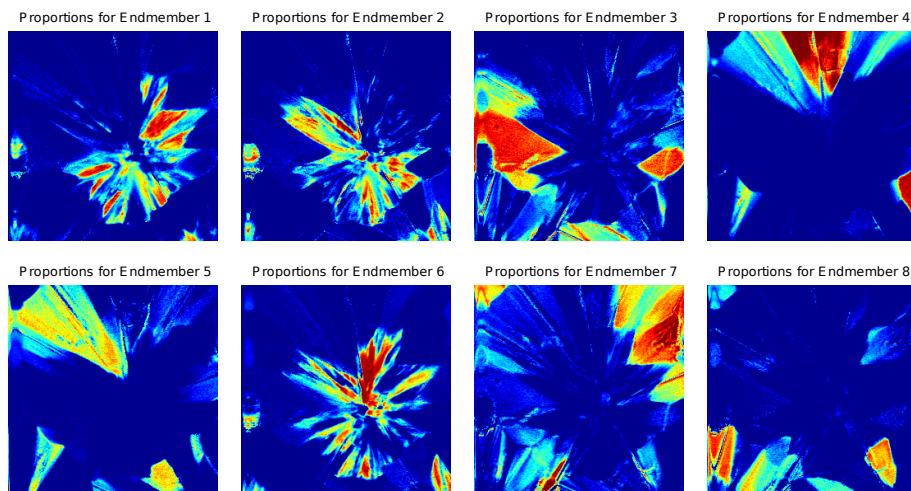 Proportions for Endmember 1
Proportions for Endmember 2
Proportions for Endmember 3
Proportions for Endmember 4
Proportions for Endmember 5
Proportions for Endmember 6
Proportions for Endmember 7
Proportions for Endmember 8